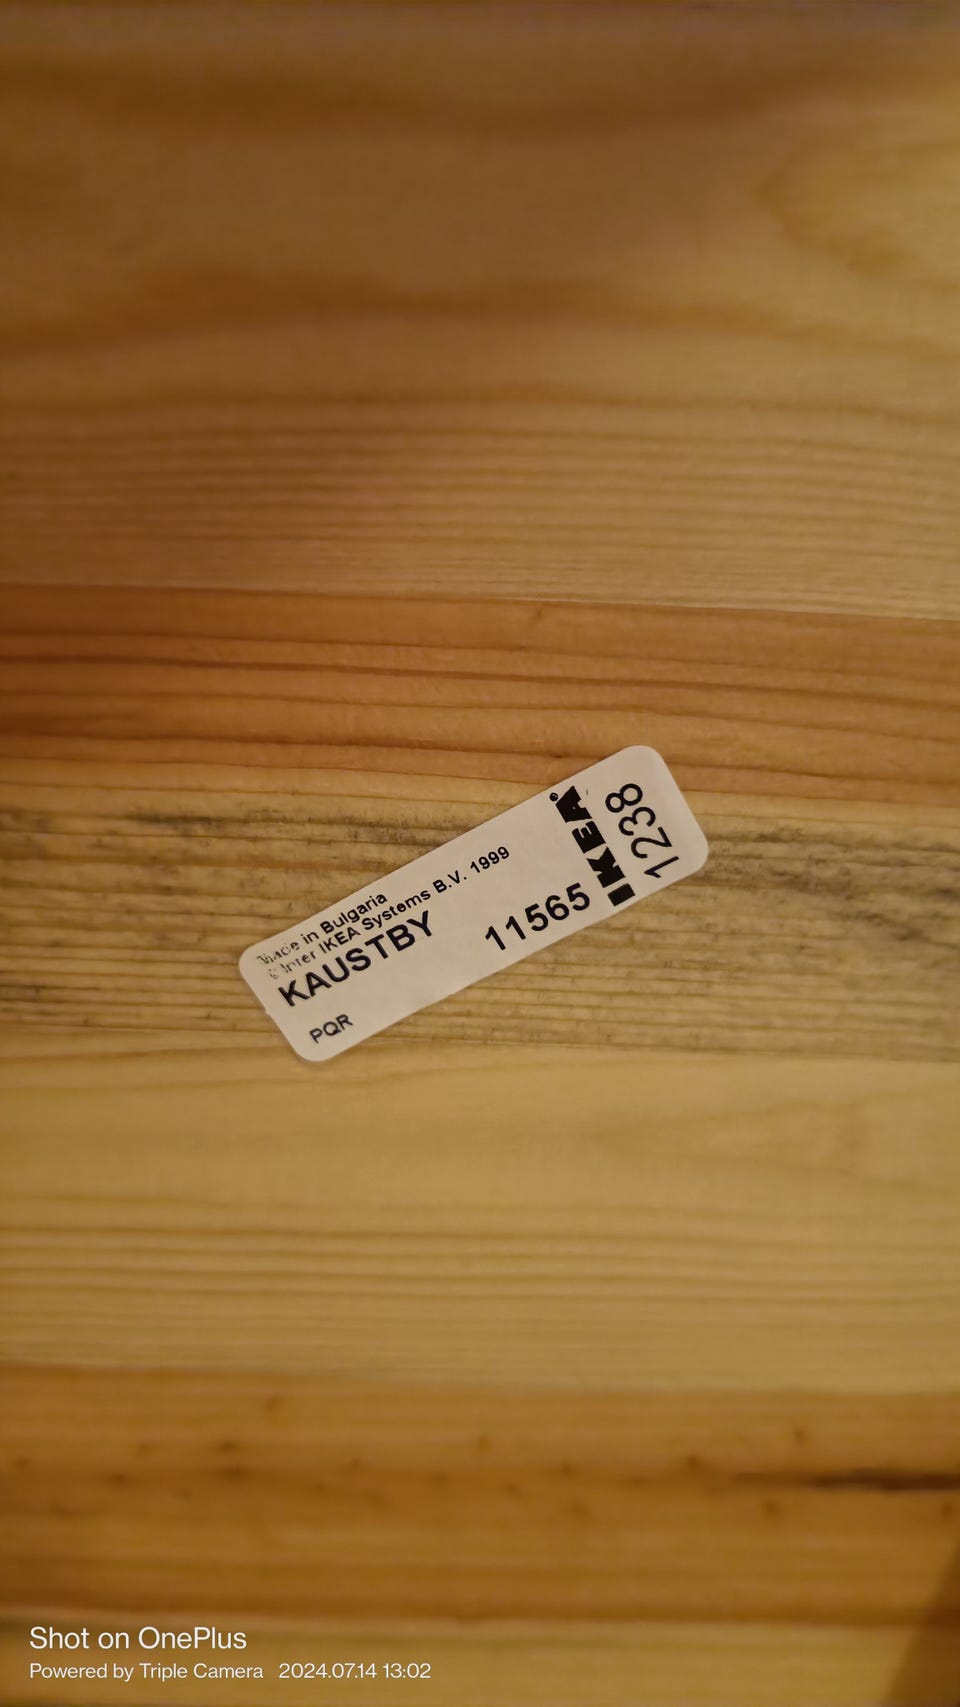 Made in Bulgaria
© Inter IKEA Systems B.V. 1999
KAUSTBY
11565
PQR
IKEA®
1238
Shot on OnePlus
Powered by Triple Camera 2024.07.14 13:02